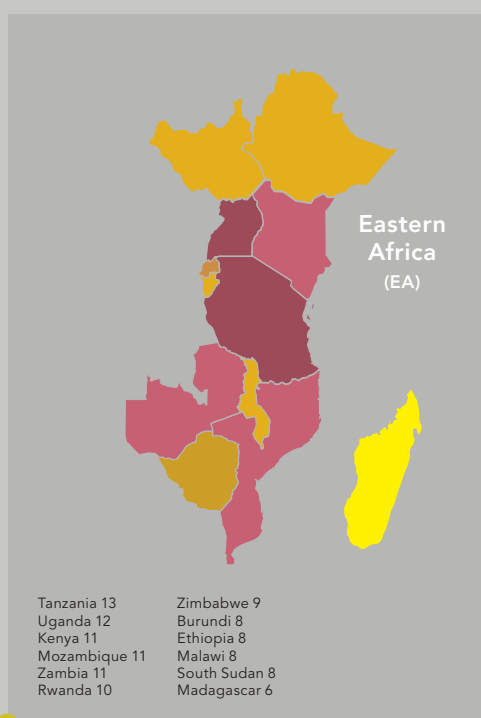 Eastern
Africa
(EA)
Tanzania 13
Uganda 12
Kenya 11
Mozambique 11
Zambia 11
Rwanda 10
Zimbabwe 9
Burundi 8
Ethiopia 8
Malawi 8
South Sudan 8
Madagascar 6